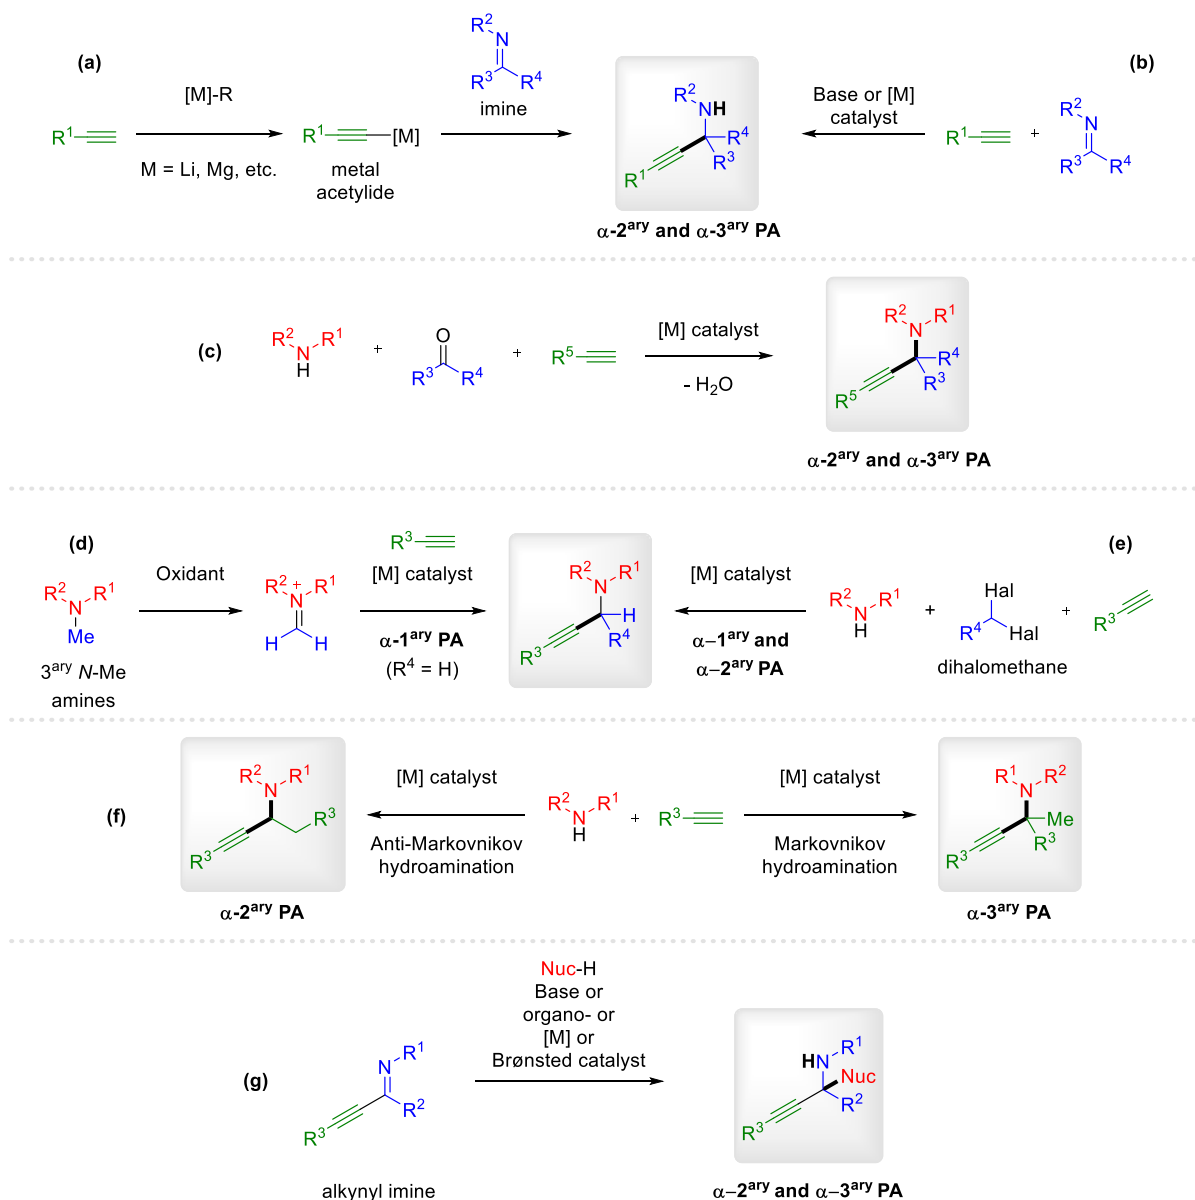 (a)
[M]-R
R¹
M = Li, Mg, etc.
R¹
[M]
metal
acetylide
R²
N
R³ R⁴
imine
R²
NH
R⁴
R³
R¹
α-2ᵃʳʸ and α-3ᵃʳʸ PA
(b)
Base or [M]
catalyst
R¹
+
R²
N
R³ R⁴
(c)
R² R¹
N
H
+
O
R³ R⁴
+
R⁵
[M] catalyst
- H₂O
R² R¹
N
R⁴
R³
R⁵
α-2ᵃʳʸ and α-3ᵃʳʸ PA
(d)
R² R¹
N
Me
3ᵃʳʸ N-Me
amines
Oxidant
R² + R¹
N
H H
R³
[M] catalyst
α-1ᵃʳʸ PA
(R⁴ = H)
R² R¹
N
H
R⁴
R³
(e)
[M] catalyst
α–1ᵃʳʸ and
α–2ᵃʳʸ PA
R² R¹
N
H
+
Hal
R⁴ Hal
dihalomethane
+
R³
(f)
R² R¹
N
R³
R³
α-2ᵃʳʸ PA
[M] catalyst
Anti-Markovnikov
hydroamination
R² R¹
N
H
+
R³
[M] catalyst
Markovnikov
hydroamination
R¹ R²
N
Me
R³
R³
α-3ᵃʳʸ PA
(g)
N R¹
R²
R³
alkynyl imine
Nuc-H
Base or
organo- or
[M] or
Brønsted catalyst
R¹
HN
Nuc
R²
R³
α–2ᵃʳʸ and α–3ᵃʳʸ PA